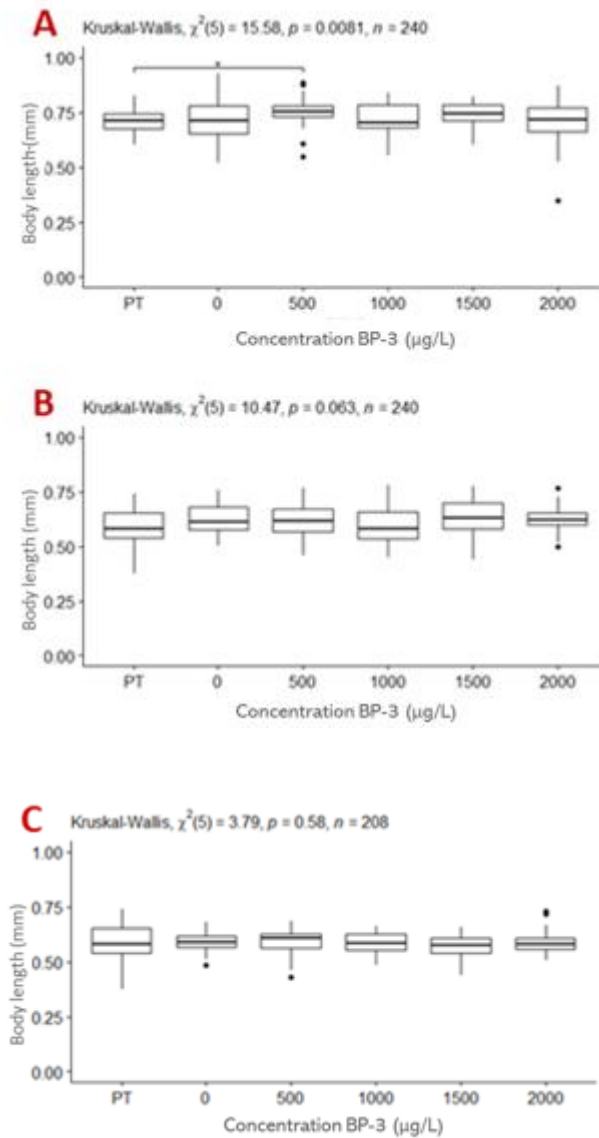 A
Kruskal-Wallis, χ²(5) = 15.58, p = 0.0081, n = 240
*
1.00
0.75
0.50
0.25
0.00
Body length (mm)
PT 0 500 1000 1500 2000
Concentration BP-3 (µg/L)
B
Kruskal-Wallis, χ²(5) = 10.47, p = 0.063, n = 240
1.00
0.75
0.50
0.25
0.00
Body length (mm)
PT 0 500 1000 1500 2000
Concentration BP-3 (µg/L)
C
Kruskal-Wallis, χ²(5) = 3.79, p = 0.58, n = 208
1.00
0.75
0.50
0.25
0.00
Body length (mm)
PT 0 500 1000 1500 2000
Concentration BP-3 (µg/L)